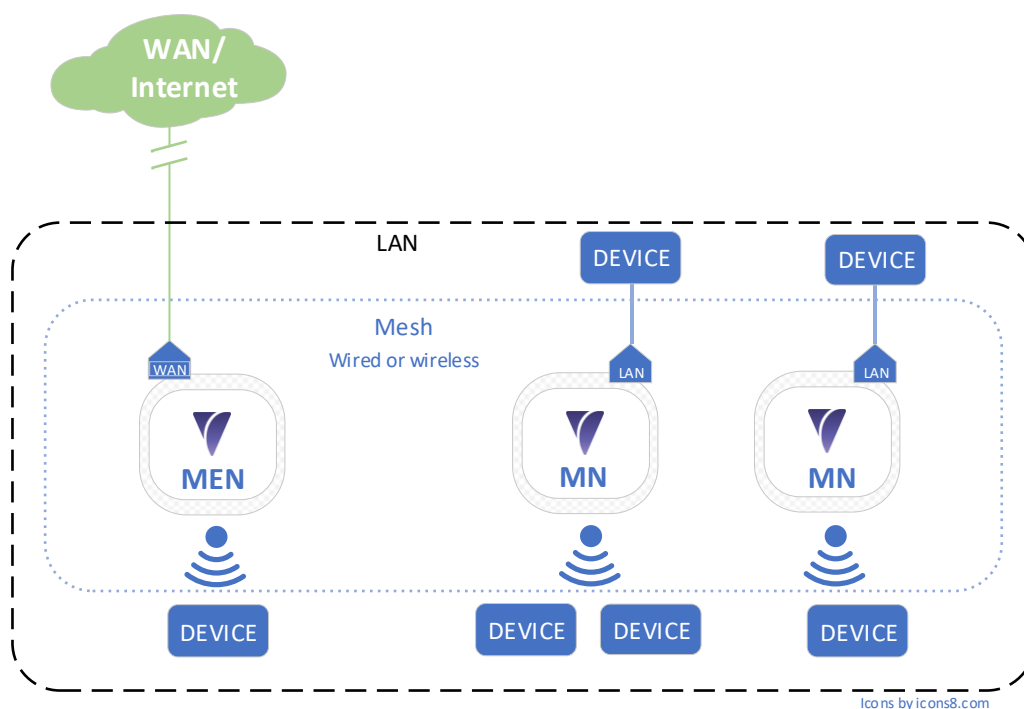 WAN/
Internet
LAN
DEVICE
DEVICE
Mesh
Wired or wireless
WAN
LAN
LAN
MEN
MN
MN
DEVICE
DEVICE
DEVICE
DEVICE
Icons by icons8.com